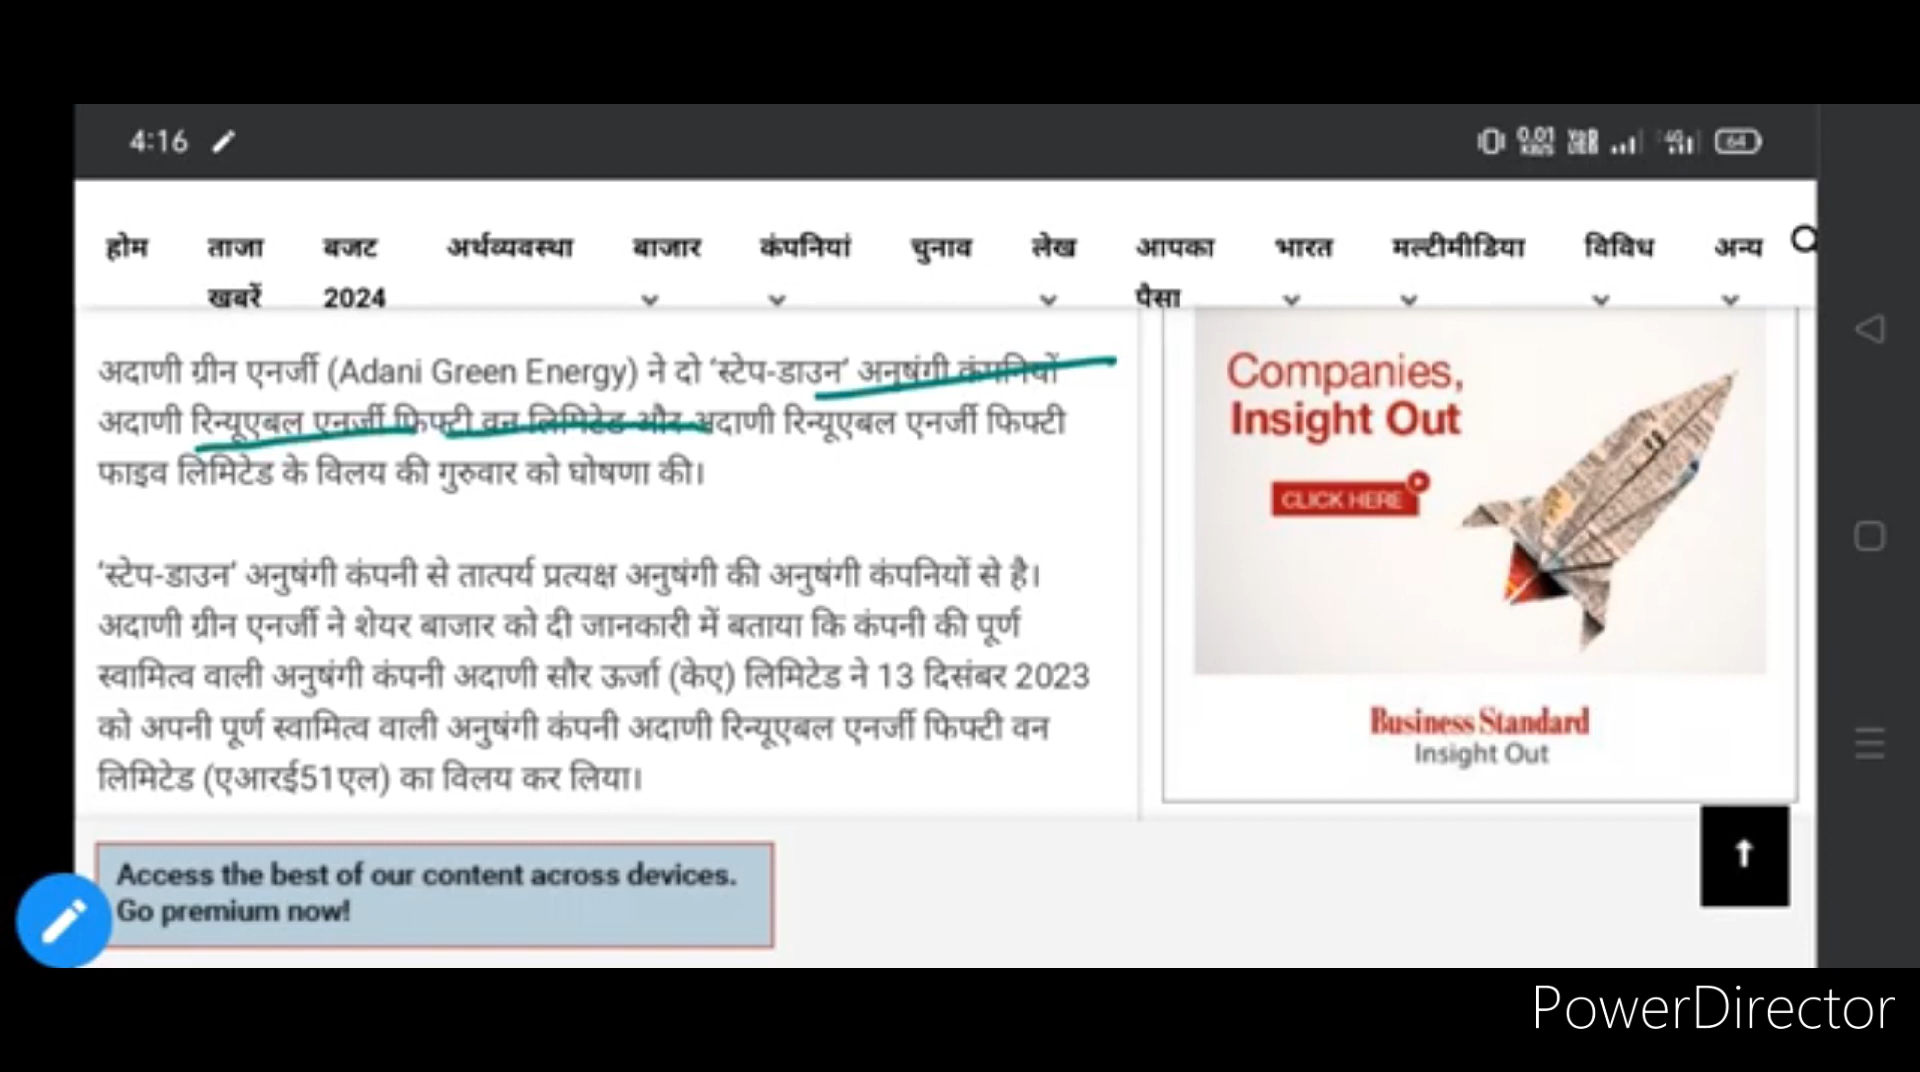 4:16
0.01 KB/S
64
होम ताजा खबरें बजट 2024 अर्थव्यवस्था बाजार कंपनियां चुनाव लेख आपका पैसा भारत मल्टीमीडिया विविध अन्य
अदाणी ग्रीन एनर्जी (Adani Green Energy) ने दो 'स्टेप-डाउन' अनुषंगी कंपनियों
अदाणी रिन्यूएबल एनर्जी फिफ्टी वन लिमिटेड और अदाणी रिन्यूएबल एनर्जी फिफ्टी
फाइव लिमिटेड के विलय की गुरुवार को घोषणा की।
'स्टेप-डाउन' अनुषंगी कंपनी से तात्पर्य प्रत्यक्ष अनुषंगी की अनुषंगी कंपनियों से है।
अदाणी ग्रीन एनर्जी ने शेयर बाजार को दी जानकारी में बताया कि कंपनी की पूर्ण
स्वामित्व वाली अनुषंगी कंपनी अदाणी सौर ऊर्जा (केए) लिमिटेड ने 13 दिसंबर 2023
को अपनी पूर्ण स्वामित्व वाली अनुषंगी कंपनी अदाणी रिन्यूएबल एनर्जी फिफ्टी वन
लिमिटेड (एआरई51एल) का विलय कर लिया।
Companies,
Insight Out
CLICK HERE
Business Standard
Insight Out
Access the best of our content across devices.
Go premium now!
PowerDirector